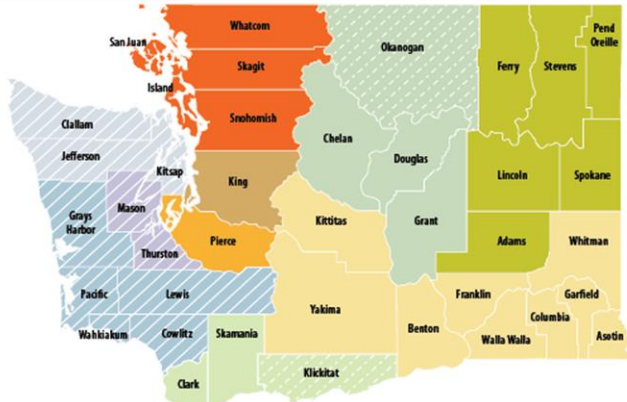 Whatcom
San Juan
Okanogan
Pend
Oreille
Skagit
Ferry
Stevens
Island
Snohomish
Clallam
Chelan
Jefferson
Douglas
Kitsap
King
Lincoln
Spokane
Mason
Grays
Harbor
Kittitas
Grant
Pierce
Adams
Whitman
Thurston
Pacific
Lewis
Franklin
Garfield
Yakima
Columbia
Benton
Wahkiakum
Cowlitz
Skamania
Walla Walla
Asotin
Klickitat
Clark